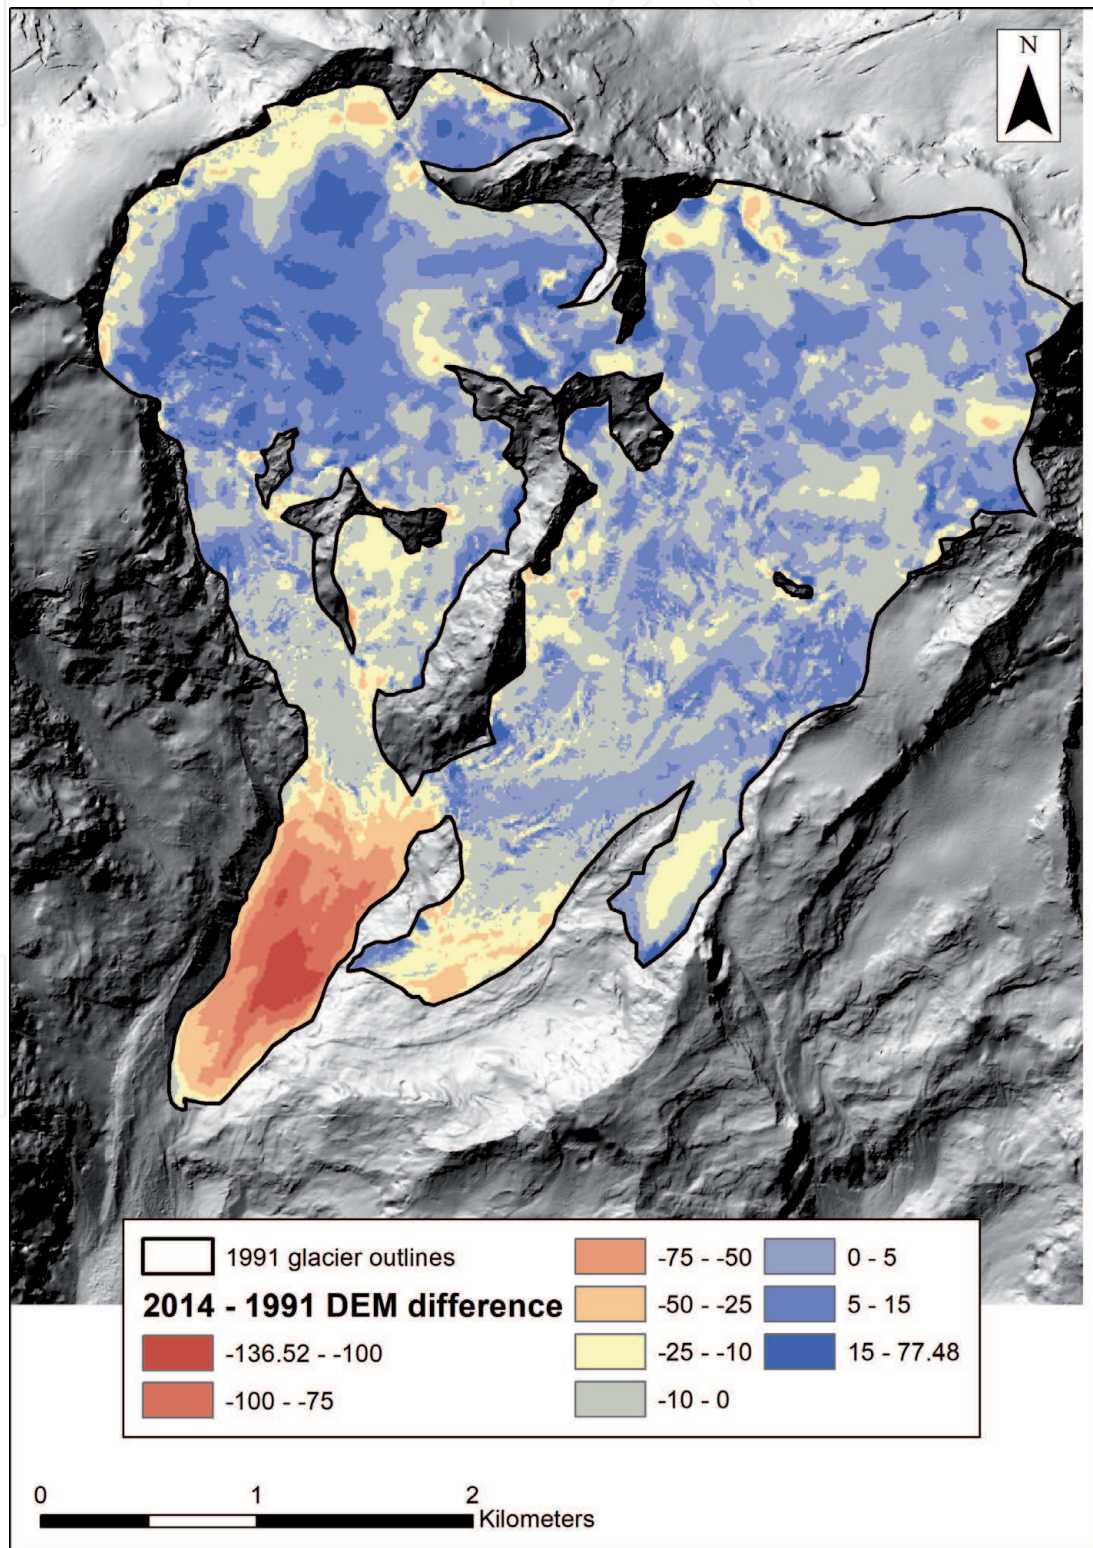 N
1991 glacier outlines
2014 - 1991 DEM difference
-136.52 - -100
-100 - -75
-75 - -50
-50 - -25
-25 - -10
-10 - 0
0 - 5
5 - 15
15 - 77.48
0 1 2
Kilometers